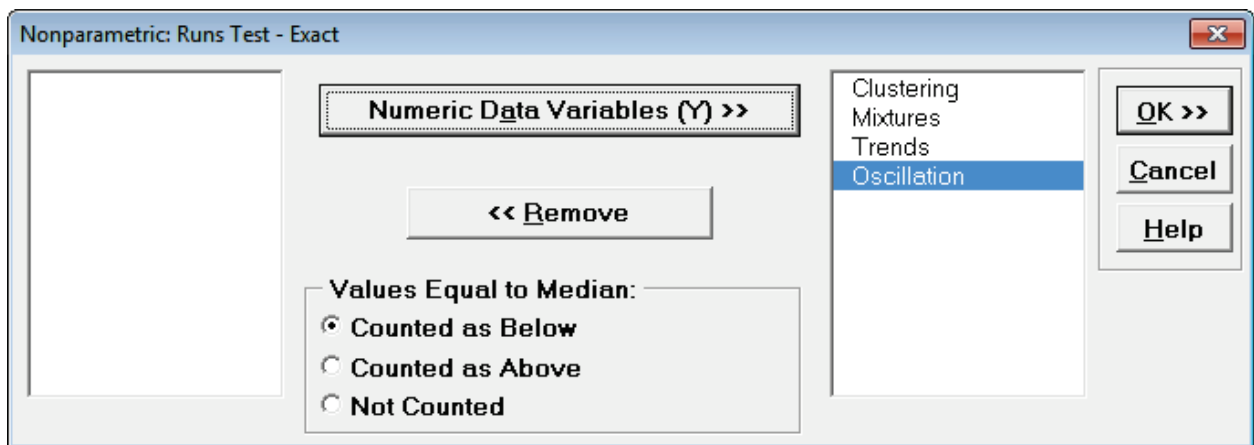 Nonparametric: Runs Test - Exact
Numeric Data Variables (Y) >>
<< Remove
Values Equal to Median:
Counted as Below
Counted as Above
Not Counted
Clustering
Mixtures
Trends
Oscillation
OK >>
Cancel
Help